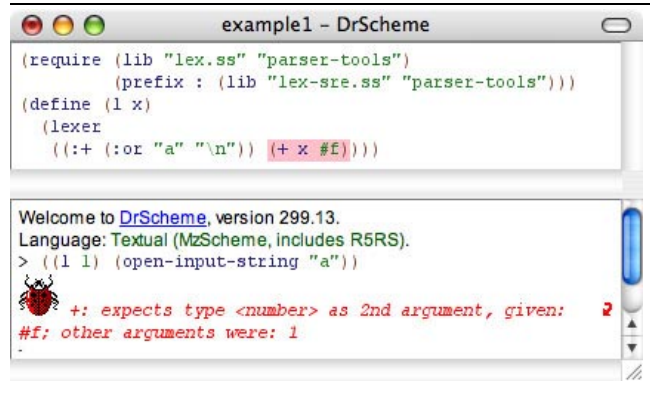 example1 – DrScheme
(require (lib "lex.ss" "parser-tools")
(prefix : (lib "lex-sre.ss" "parser-tools")))
(define (l x)
(lexer
((:+ (:or "a" "\n")) (+ x #f))))
Welcome to DrScheme, version 299.13.
Language: Textual (MzScheme, includes R5RS).
> ((l 1) (open-input-string "a"))
+: expects type <number> as 2nd argument, given:
#f; other arguments were: 1